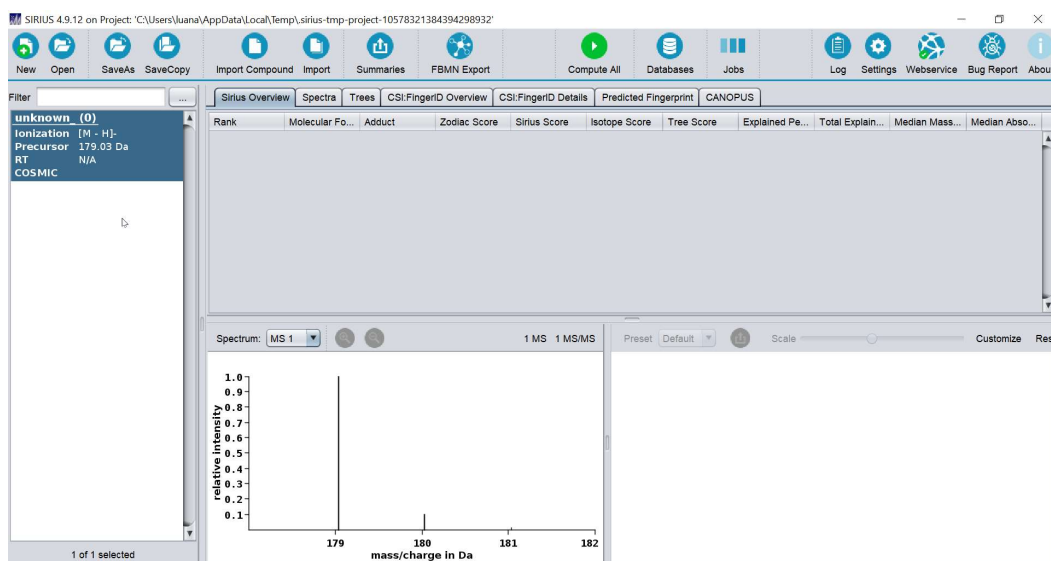 SIRIUS 4.9.12 on Project: 'C:\Users\luana\AppData\Local\Temp\.sirius-tmp-project-10578321384394298932'
New Open SaveAs SaveCopy Import Compound Import Summaries FBMN Export Compute All Databases Jobs Log Settings Webservice Bug Report Abou
Filter ...
Sirius Overview Spectra Trees CSI:FingerID Overview CSI:FingerID Details Predicted Fingerprint CANOPUS
unknown_ (0)
Ionization [M - H]-
Precursor 179.03 Da
RT N/A
COSMIC
Rank Molecular Fo... Adduct Zodiac Score Sirius Score Isotope Score Tree Score Explained Pe... Total Explain... Median Mass... Median Abso...
Spectrum: MS 1 1 MS 1 MS/MS Preset Default Scale Customize Res
relative intensity
1.0
0.9
0.8
0.7
0.6
0.5
0.4
0.3
0.2
0.1
179 180 181 182
mass/charge in Da
1 of 1 selected